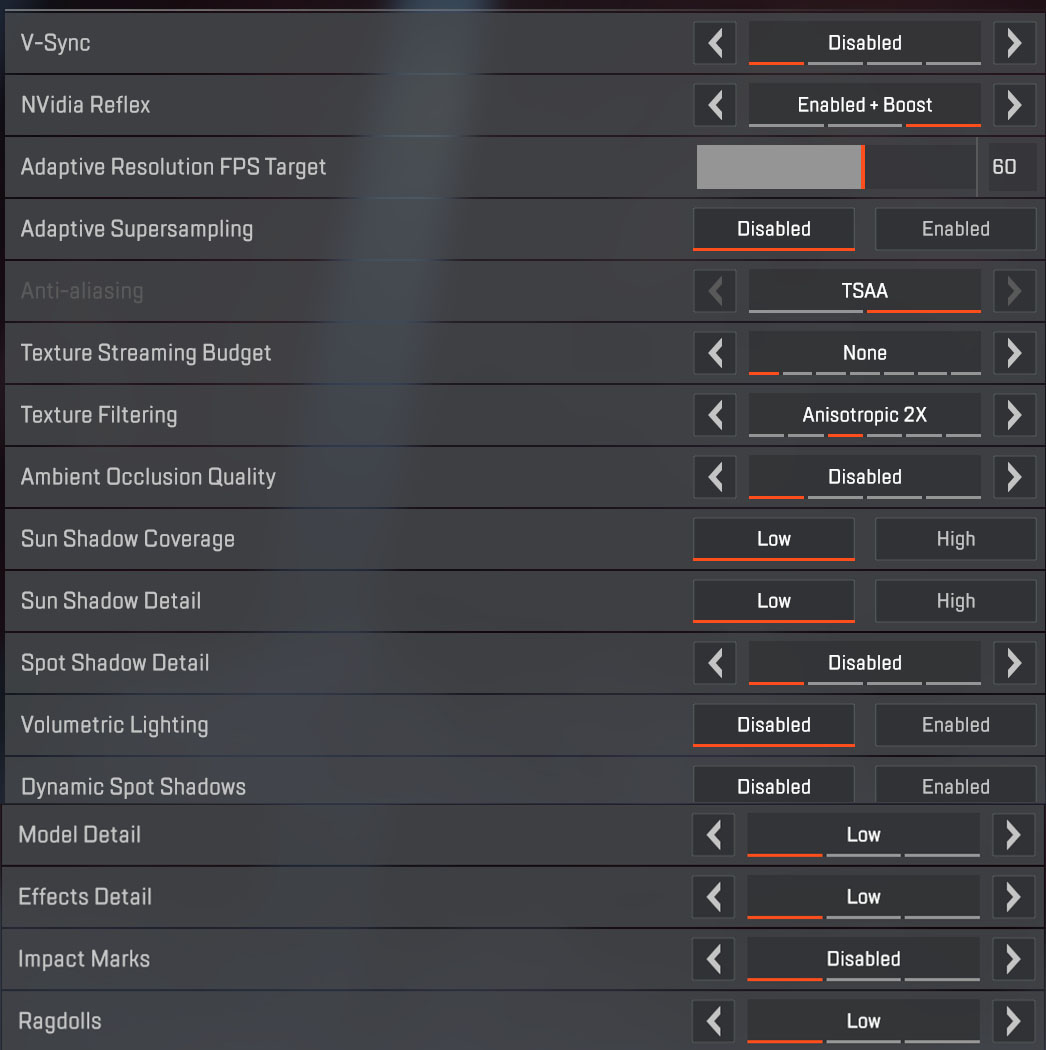 V-Sync Disabled
NVidia Reflex Enabled + Boost
Adaptive Resolution FPS Target 60
Adaptive Supersampling Disabled Enabled
Anti-aliasing TSAA
Texture Streaming Budget None
Texture Filtering Anisotropic 2X
Ambient Occlusion Quality Disabled
Sun Shadow Coverage Low High
Sun Shadow Detail Low High
Spot Shadow Detail Disabled
Volumetric Lighting Disabled Enabled
Dynamic Spot Shadows Disabled Enabled
Model Detail Low
Effects Detail Low
Impact Marks Disabled
Ragdolls Low